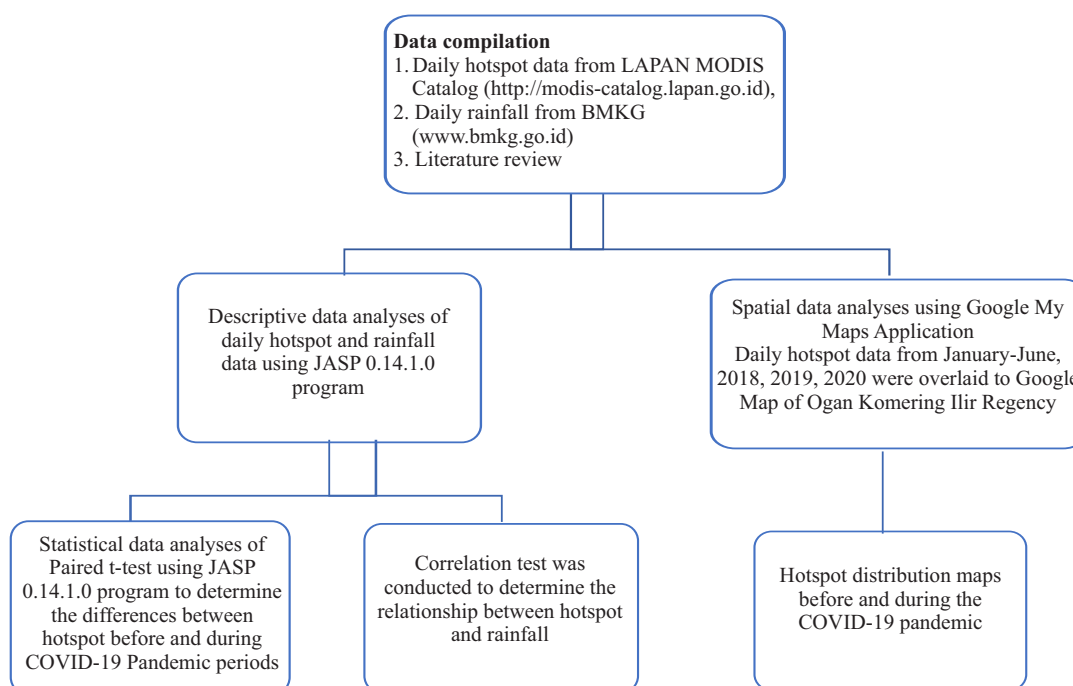 Data compilation
1. Daily hotspot data from LAPAN MODIS
Catalog (http://modis-catalog.lapan.go.id),
2. Daily rainfall from BMKG
(www.bmkg.go.id)
3. Literature review
Descriptive data analyses of
daily hotspot and rainfall
data using JASP 0.14.1.0
program
Spatial data analyses using Google My
Maps Application
Daily hotspot data from January-June,
2018, 2019, 2020 were overlaid to Google
Map of Ogan Komering Ilir Regency
Statistical data analyses of
Paired t-test using JASP
0.14.1.0 program to determine
the differences between
hotspot before and during
COVID-19 Pandemic periods
Correlation test was
conducted to determine the
relationship between hotspot
and rainfall
Hotspot distribution maps
before and during the
COVID-19 pandemic